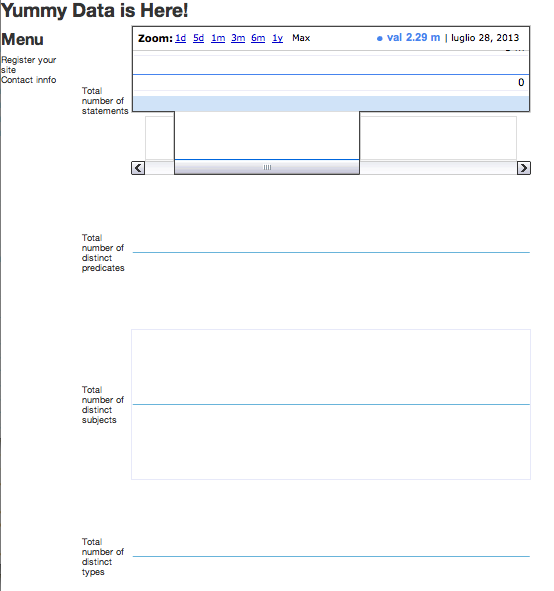 Yummy Data is Here!
Menu
Register your
site
Contact innfo
Zoom: 1d 5d 1m 3m 6m 1y Max
val 2.29 m | luglio 28, 2013
0
Total
number of
statements
Total
number of
distinct
predicates
Total
number of
distinct
subjects
Total
number of
distinct
types